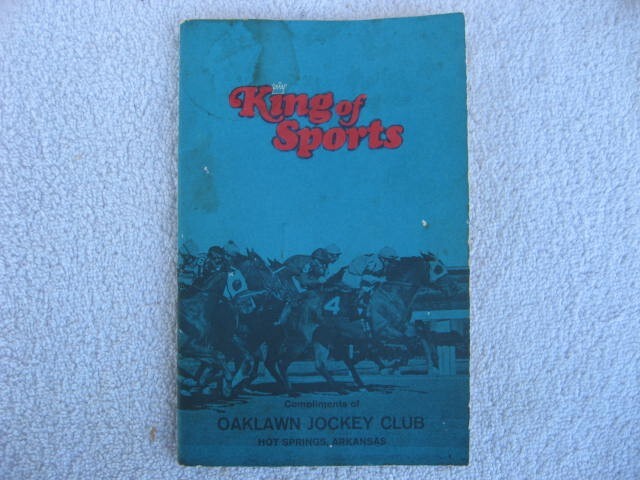 King of
Sports
4
Compliments of
OAKLAWN JOCKEY CLUB
HOT SPRINGS, ARKANSAS